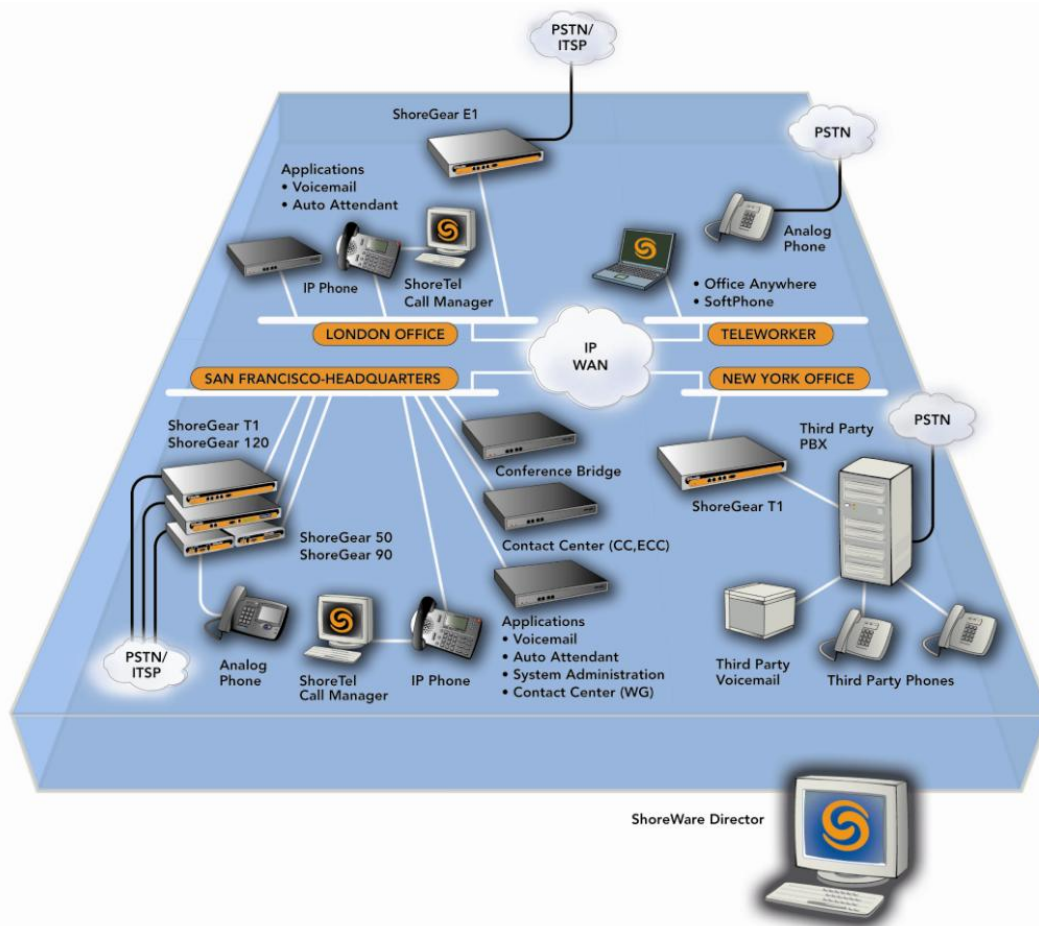 PSTN/
ITSP
ShoreGear E1
PSTN
Applications
• Voicemail
• Auto Attendant
Analog
Phone
IP Phone
ShoreTel
Call Manager
• Office Anywhere
• SoftPhone
LONDON OFFICE
IP
WAN
TELEWORKER
SAN FRANCISCO-HEADQUARTERS
NEW YORK OFFICE
ShoreGear T1
ShoreGear 120
Third Party
PBX
PSTN
Conference Bridge
ShoreGear T1
ShoreGear 50
ShoreGear 90
Contact Center (CC,ECC)
PSTN/
ITSP
Analog
Phone
ShoreTel
Call Manager
IP Phone
Applications
• Voicemail
• Auto Attendant
• System Administration
• Contact Center (WG)
Third Party
Voicemail
Third Party Phones
ShoreWare Director